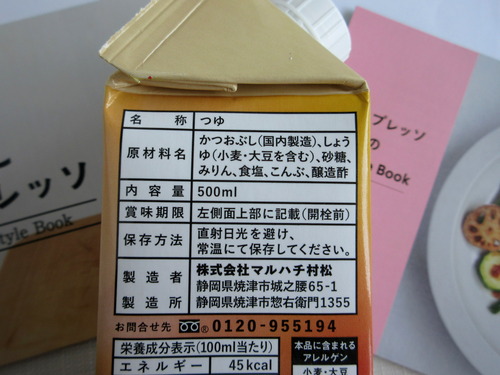 名称 つゆ
原材料名 かつおぶし(国内製造)、しょう
ゆ(小麦・大豆を含む)、砂糖、
みりん、食塩、こんぶ、醸造酢
内容量 500ml
賞味期限 左側面上部に記載(開栓前)
保存方法 直射日光を避け、
常温にて保存してください。
製造者 株式会社マルハチ村松
静岡県焼津市城之腰65-1
製造所 静岡県焼津市惣右衛門1355
お問合せ先 ® 0120-955194
栄養成分表示(100ml当たり)
エネルギー 45kcal
本品に含まれる
アレルゲン
小麦・大豆
レッソ
tyle Book
プレッソ
の
Book